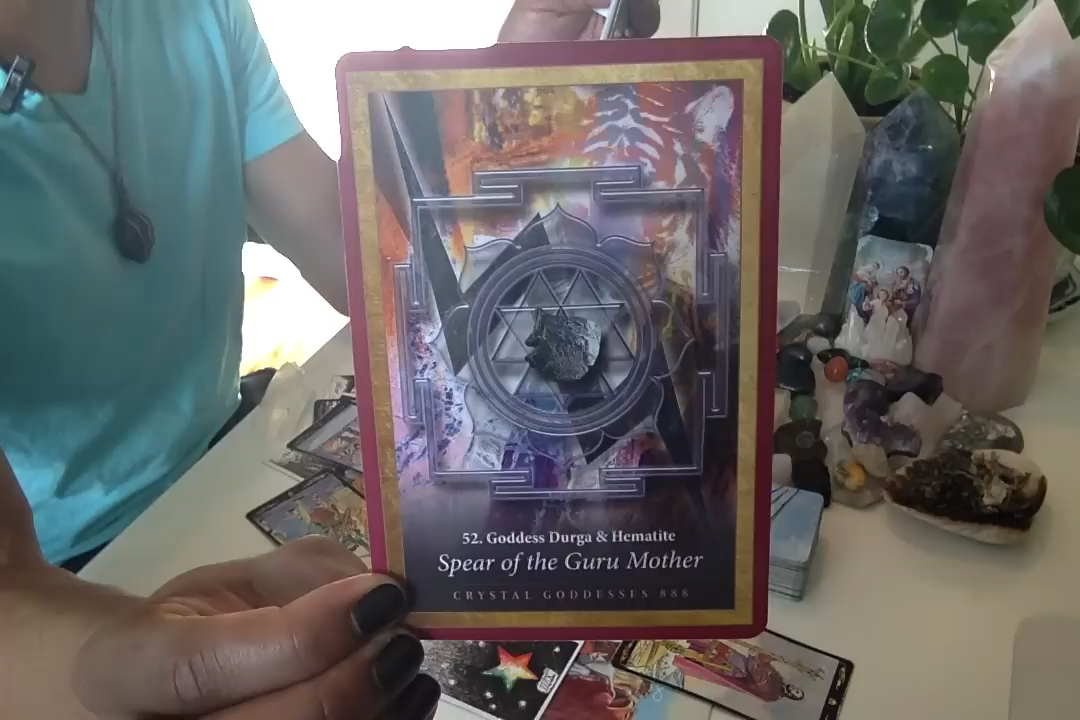 52. Goddess Durga & Hematite
Spear of the Guru Mother
CRYSTAL GODDESSES 888